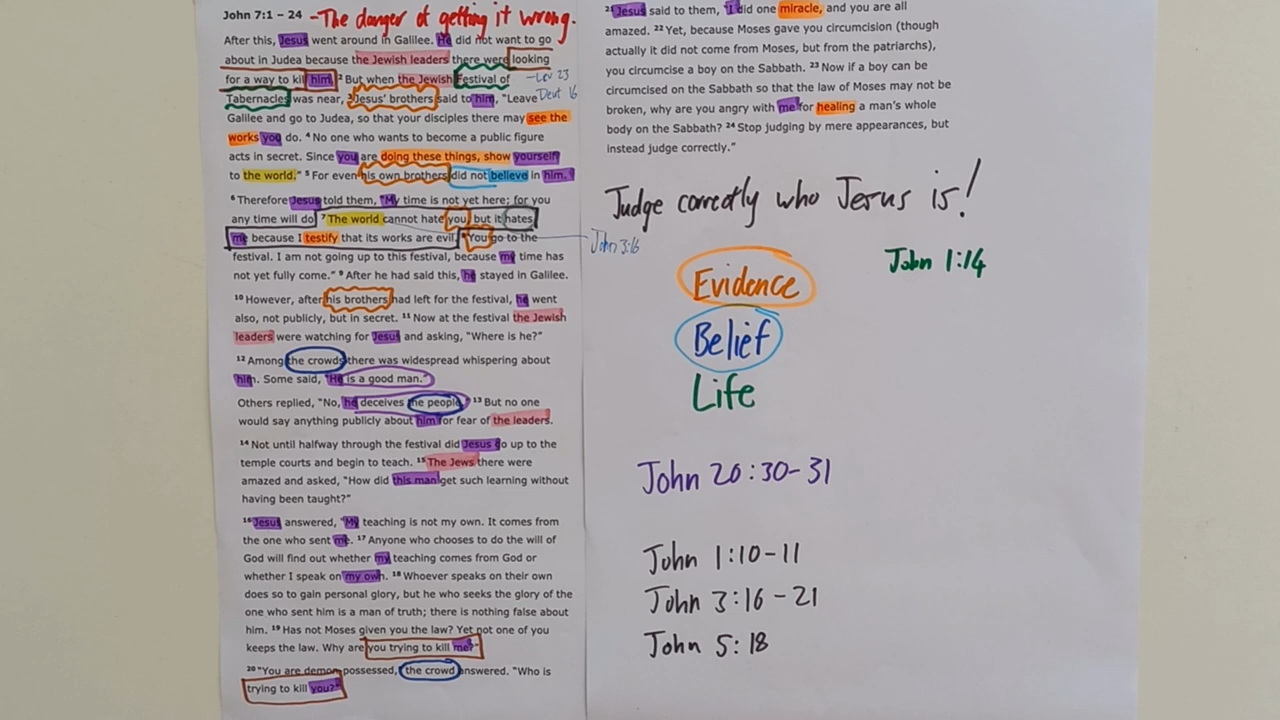 John 7:1 – 24 - The danger of getting it wrong.
After this, Jesus went around in Galilee. He did not want to go
about in Judea because the Jewish leaders there were looking
for a way to kill him. ² But when the Jewish Festival of - Lev 23
Tabernacles was near, ³ Jesus' brothers said to him, "Leave Deut 16
Galilee and go to Judea, so that your disciples there may see the
works you do. ⁴ No one who wants to become a public figure
acts in secret. Since you are doing these things, show yourself
to the world." ⁵ For even his own brothers did not believe in him.
⁶ Therefore Jesus told them, "My time is not yet here; for you
any time will do. ⁷ The world cannot hate you, but it hates
me because I testify that its works are evil. ⁸ You go to the
John 3:16
festival. I am not going up to this festival, because my time has
not yet fully come." ⁹ After he had said this, he stayed in Galilee.
¹⁰ However, after his brothers had left for the festival, he went
also, not publicly, but in secret. ¹¹ Now at the festival the Jewish
leaders were watching for Jesus and asking, "Where is he?"
¹² Among the crowds there was widespread whispering about
him. Some said, "He is a good man."
Others replied, "No, he deceives the people." ¹³ But no one
would say anything publicly about him for fear of the leaders.
¹⁴ Not until halfway through the festival did Jesus go up to the
temple courts and begin to teach. ¹⁵ The Jews there were
amazed and asked, "How did this man get such learning without
having been taught?"
¹⁶ Jesus answered, "My teaching is not my own. It comes from
the one who sent me. ¹⁷ Anyone who chooses to do the will of
God will find out whether my teaching comes from God or
whether I speak on my own. ¹⁸ Whoever speaks on their own
does so to gain personal glory, but he who seeks the glory of the
one who sent him is a man of truth; there is nothing false about
him. ¹⁹ Has not Moses given you the law? Yet not one of you
keeps the law. Why are you trying to kill me?"
²⁰ "You are demon-possessed," the crowd answered. "Who is
trying to kill you?"
²¹ Jesus said to them, "I did one miracle, and you are all
amazed. ²² Yet, because Moses gave you circumcision (though
actually it did not come from Moses, but from the patriarchs),
you circumcise a boy on the Sabbath. ²³ Now if a boy can be
circumcised on the Sabbath so that the law of Moses may not be
broken, why are you angry with me for healing a man's whole
body on the Sabbath? ²⁴ Stop judging by mere appearances, but
instead judge correctly."
Judge correctly who Jesus is!
John 1:14
Evidence
Belief
Life
John 20:30-31
John 1:10-11
John 3:16-21
John 5:18